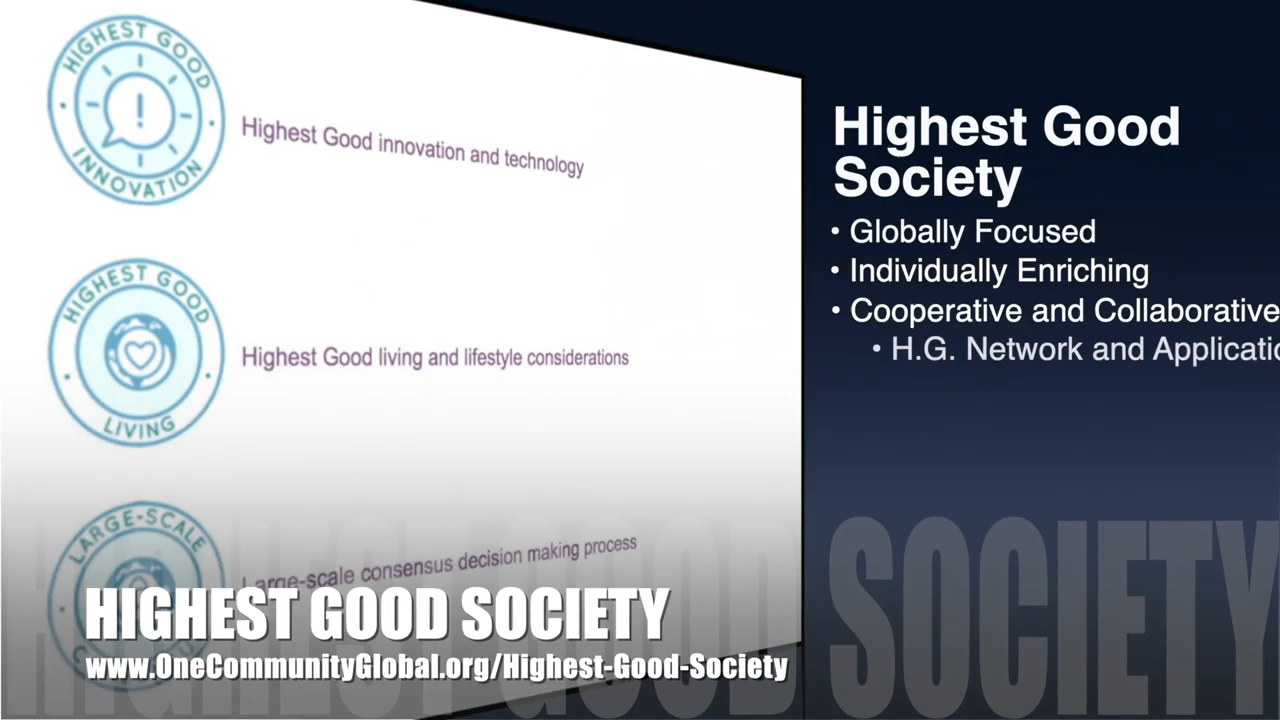 HIGHEST GOOD
INNOVATION
Highest Good innovation and technology
HIGHEST GOOD
LIVING
Highest Good living and lifestyle considerations
LARGE-SCALE
Large-scale consensus decision making process
Highest Good
Society
• Globally Focused
• Individually Enriching
• Cooperative and Collaborative
• H.G. Network and
HIGHEST GOOD SOCIETY
HIGHEST GOOD SOCIETY
www.OneCommunityGlobal.org/Highest-Good-Society